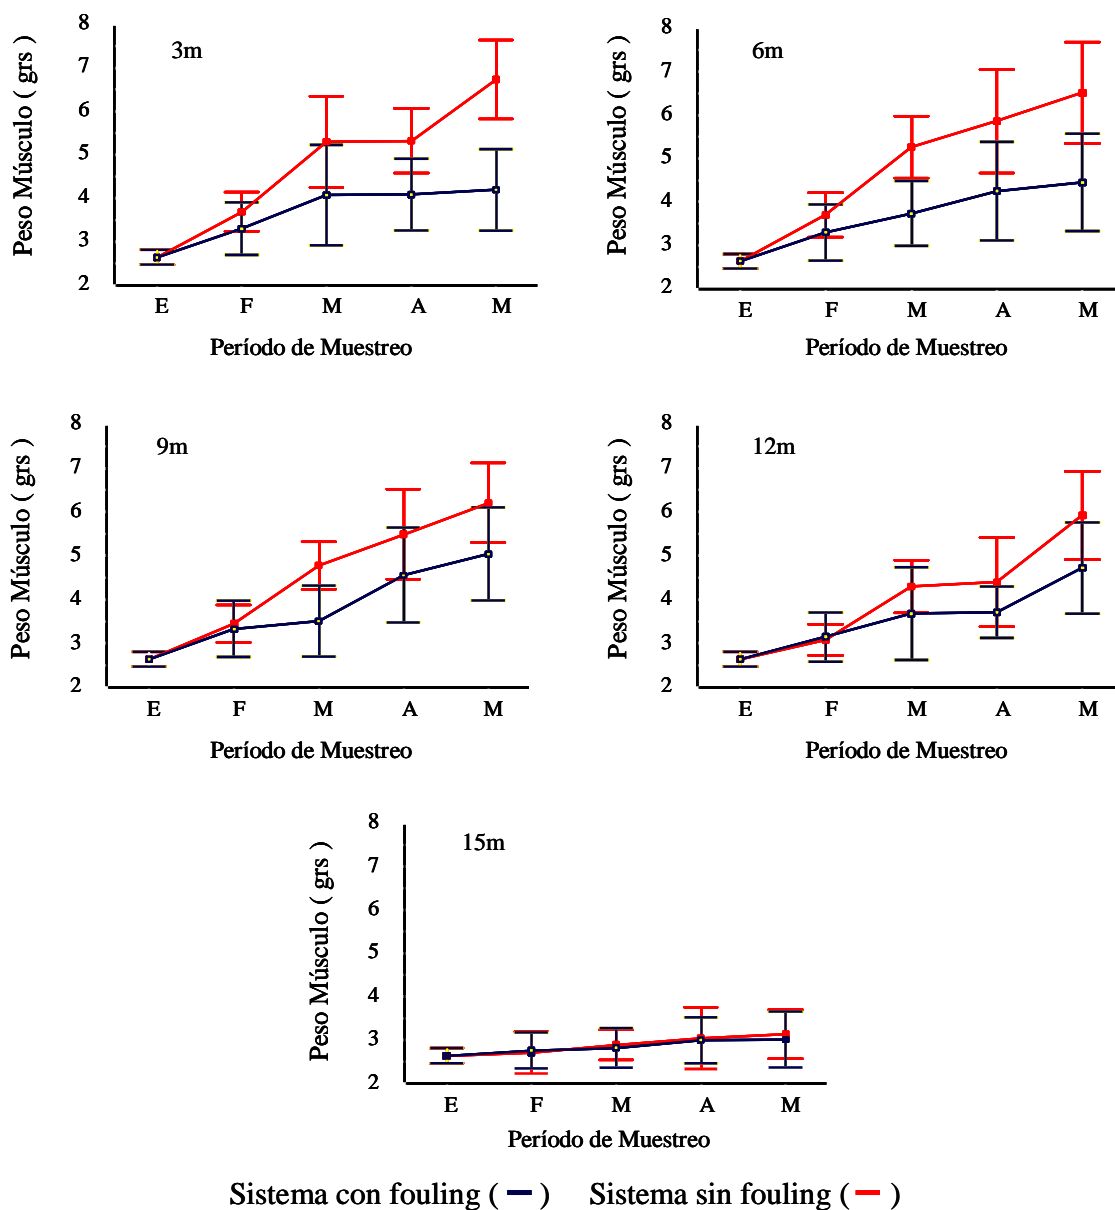 3m
Peso Músculo ( grs )
8
7
6
5
4
3
2
E F M A M
Período de Muestreo
6m
Peso Músculo ( grs )
8
7
6
5
4
3
2
E F M A M
Período de Muestreo
9m
Peso Músculo ( grs )
8
7
6
5
4
3
2
E F M A M
Período de Muestreo
12m
Peso Músculo ( grs )
8
7
6
5
4
3
2
E F M A M
Período de Muestreo
15m
Peso Músculo ( grs )
8
7
6
5
4
3
2
E F M A M
Período de Muestreo
Sistema con fouling ( ) Sistema sin fouling ( )